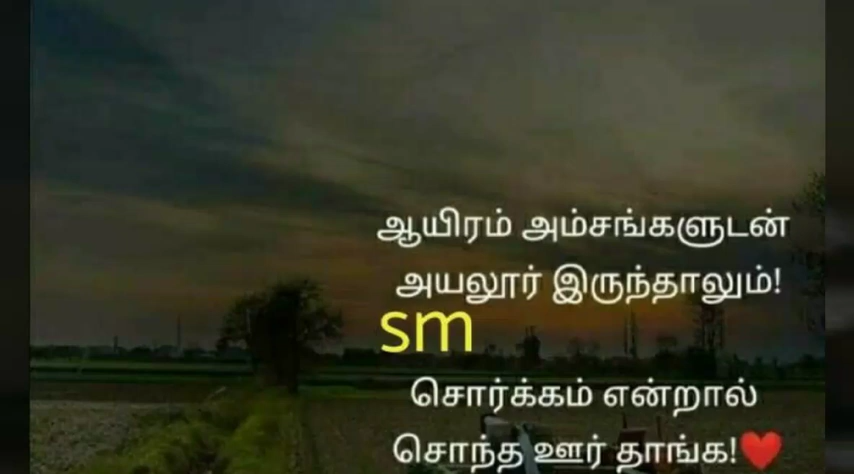 ஆயிரம் அம்சங்களுடன்
அயலூர் இருந்தாலும்!
sm
சொர்க்கம் என்றால்
சொந்த ஊர் தாங்க!❤️